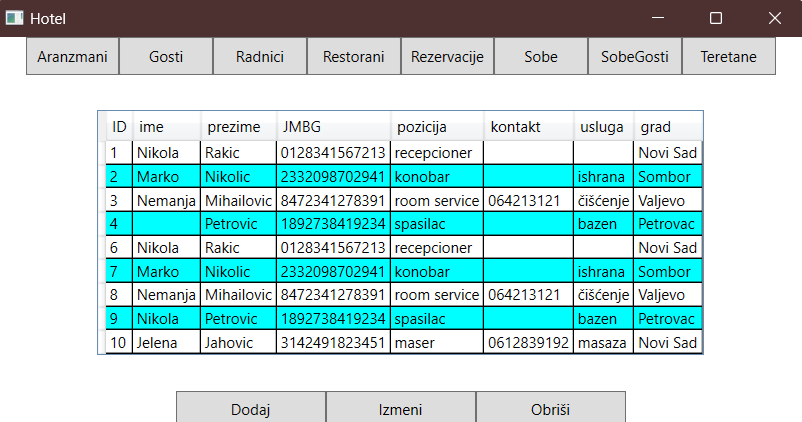 Hotel
Aranzmani Gosti Radnici Restorani Rezervacije Sobe SobeGosti Teretane
ID ime prezime JMBG pozicija kontakt usluga grad
1 Nikola Rakic 0128341567213 recepcioner Novi Sad
2 Marko Nikolic 2332098702941 konobar ishrana Sombor
3 Nemanja Mihailovic 8472341278391 room service 064213121 čišćenje Valjevo
4 Petrovic 1892738419234 spasilac bazen Petrovac
6 Nikola Rakic 0128341567213 recepcioner Novi Sad
7 Marko Nikolic 2332098702941 konobar ishrana Sombor
8 Nemanja Mihailovic 8472341278391 room service 064213121 čišćenje Valjevo
9 Nikola Petrovic 1892738419234 spasilac bazen Petrovac
10 Jelena Jahovic 3142491823451 maser 0612839192 masaza Novi Sad
Dodaj Izmeni Obriši